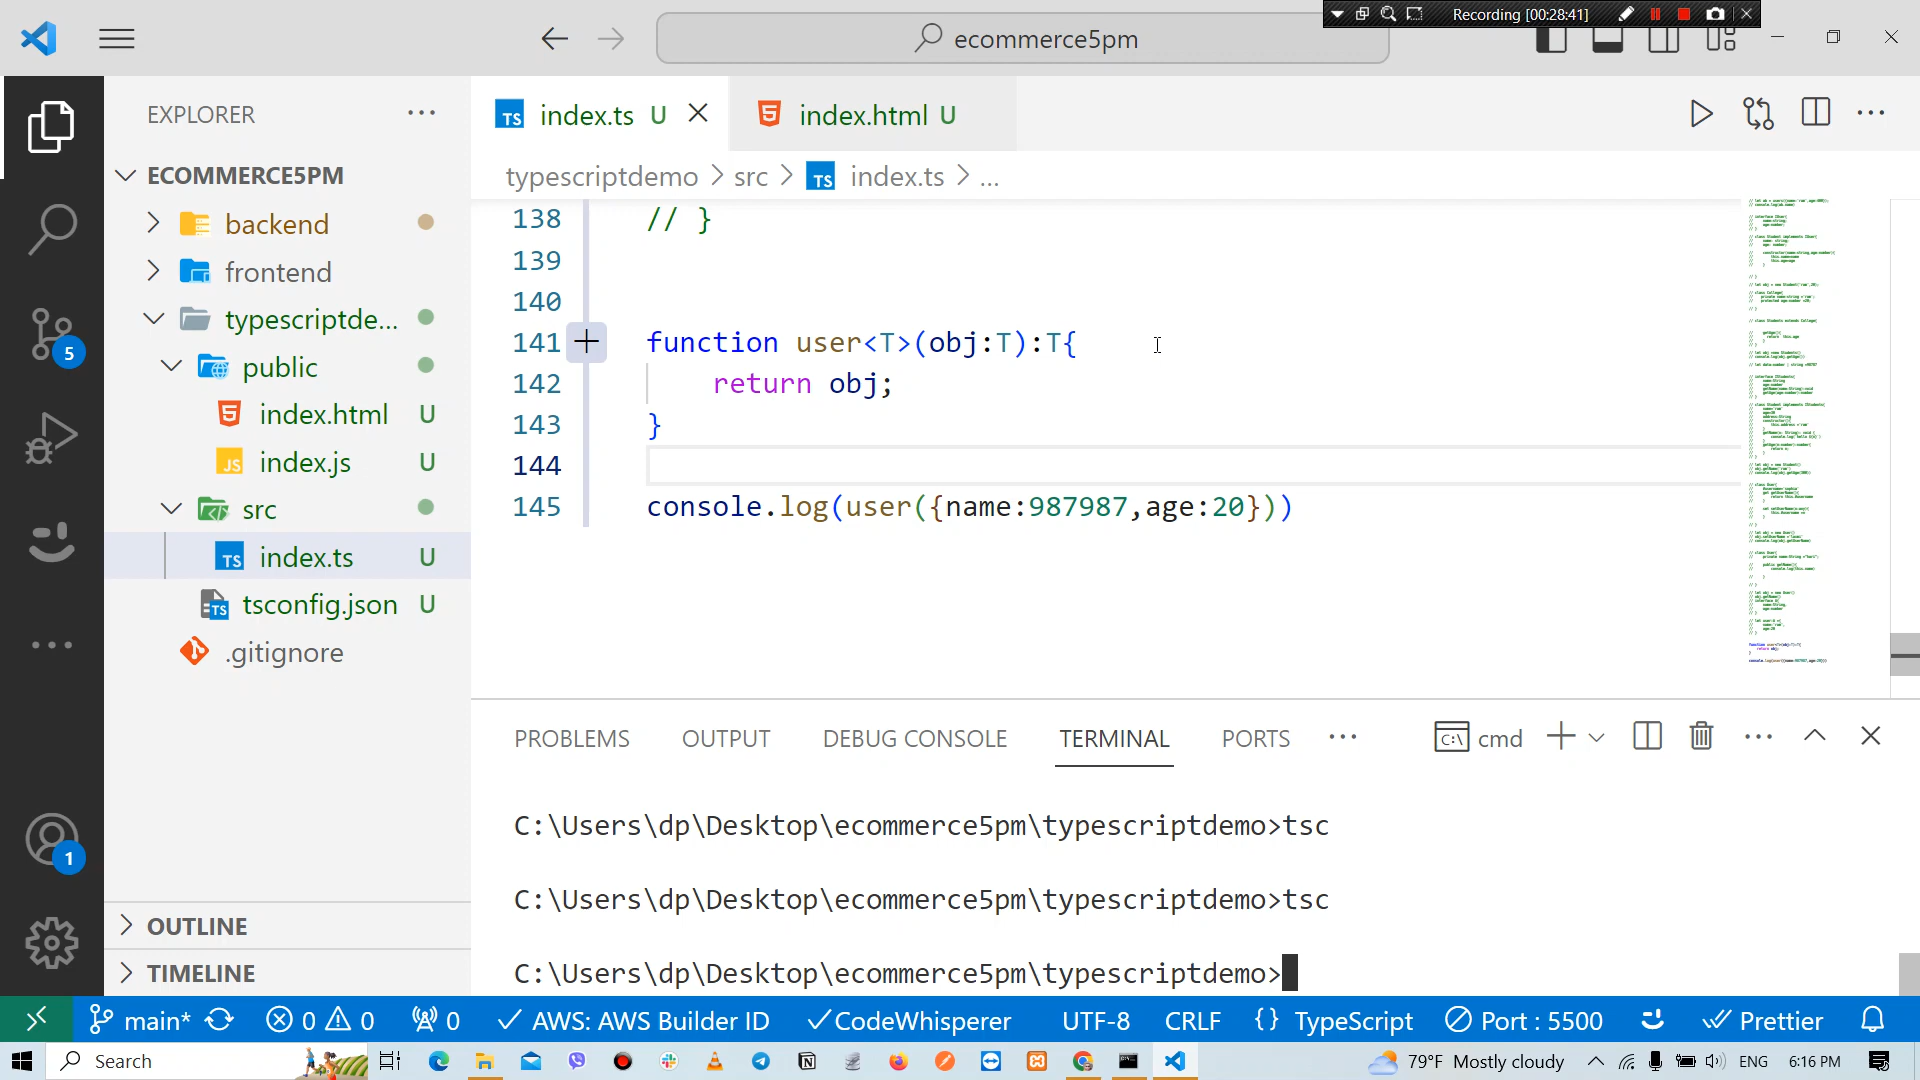 Recording [00:28:41]
ecommerce5pm
EXPLORER
ECOMMERCE5PM
backend
frontend
typescriptde...
public
index.html U
index.js U
src
index.ts U
tsconfig.json U
.gitignore
OUTLINE
TIMELINE
5
1
index.ts U
index.html U
typescriptdemo > src > index.ts > ...
138 // }
139
140
141 function user<T>(obj:T):T{
142 return obj;
143 }
144
145 console.log(user({name:987987,age:20}))
PROBLEMS OUTPUT DEBUG CONSOLE TERMINAL PORTS
cmd
C:\Users\dp\Desktop\ecommerce5pm\typescriptdemo>tsc
C:\Users\dp\Desktop\ecommerce5pm\typescriptdemo>tsc
C:\Users\dp\Desktop\ecommerce5pm\typescriptdemo>
main* 0 0 0 AWS: AWS Builder ID CodeWhisperer UTF-8 CRLF {} TypeScript Port : 5500 Prettier
Search 79°F Mostly cloudy ENG 6:16 PM